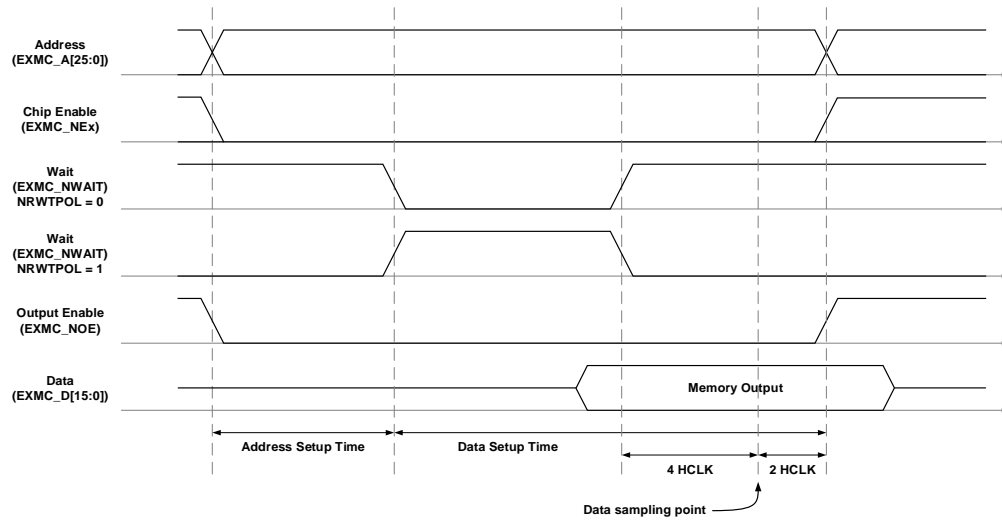 Address
(EXMC_A[25:0])
Chip Enable
(EXMC_NEx)
Wait
(EXMC_NWAIT)
NRWTPOL = 0
Wait
(EXMC_NWAIT)
NRWTPOL = 1
Output Enable
(EXMC_NOE)
Data
(EXMC_D[15:0])
Memory Output
Address Setup Time
Data Setup Time
4 HCLK
2 HCLK
Data sampling point